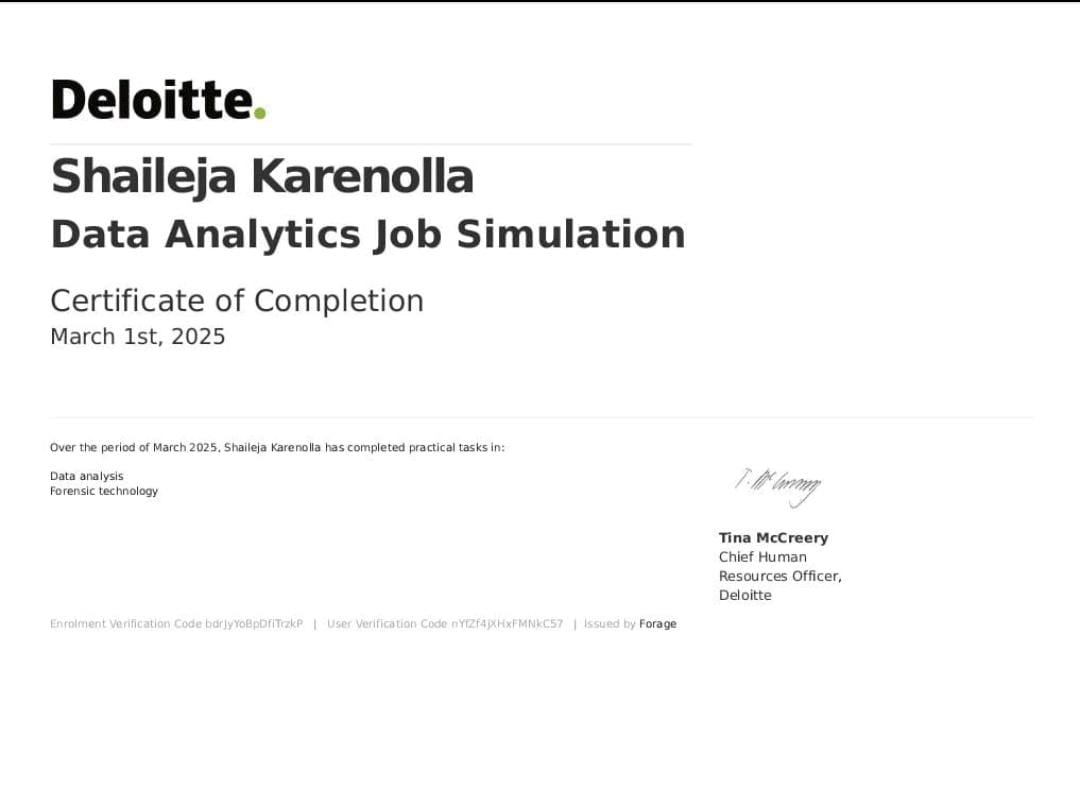 Deloitte.
Shaileja Karenolla
Data Analytics Job Simulation
Certificate of Completion
March 1st, 2025
Over the period of March 2025, Shaileja Karenolla has completed practical tasks in:
Data analysis
Forensic technology
Tina McCreery
Chief Human
Resources Officer,
Deloitte
Enrolment Verification Code bdrJyYoBpDfiTrzkP | User Verification Code nYfZf4jXHxFMNkC57 | Issued by Forage